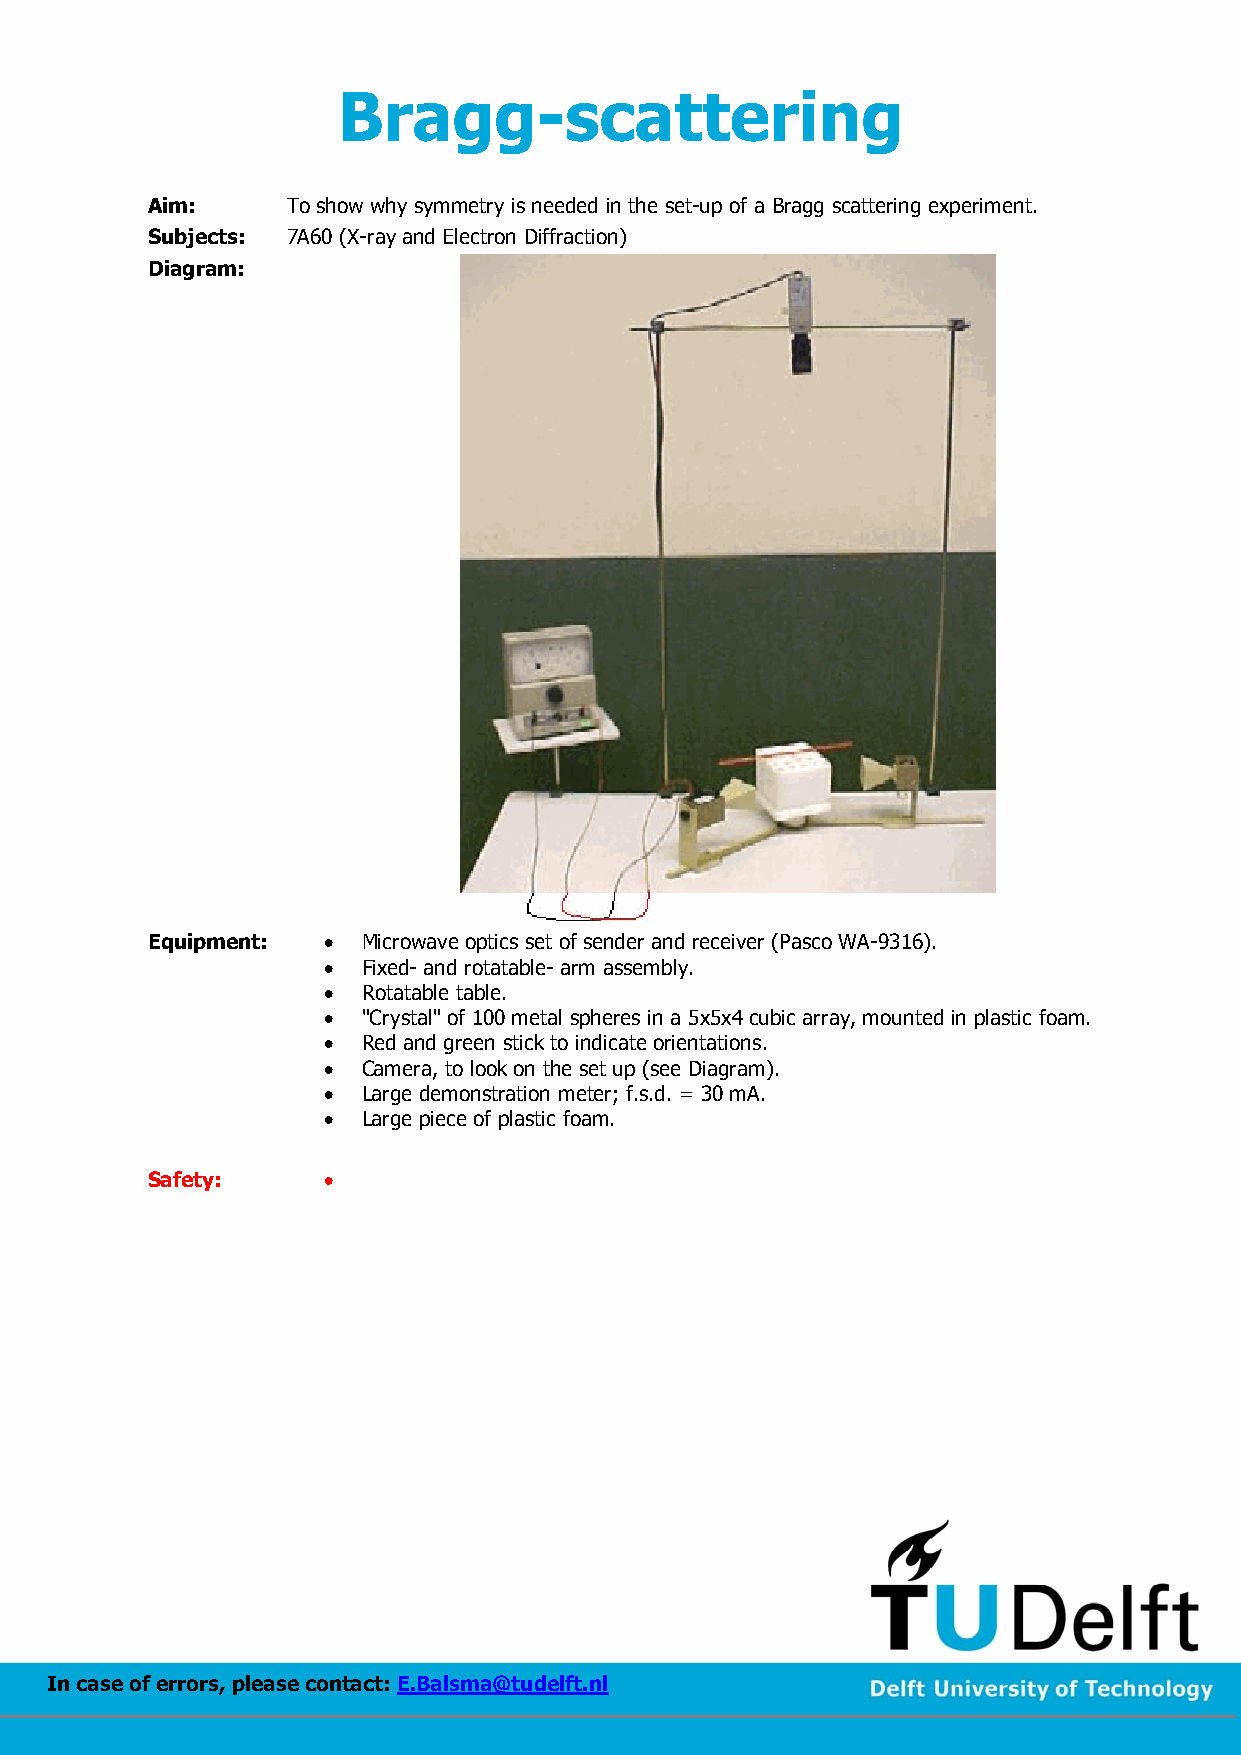 Bragg-scattering
Aim: To show why symmetry is needed in the set-up of a Bragg scattering experiment.
Subjects: 7A60 (X-ray and Electron Diffraction)
Diagram:
Equipment: • Microwave optics set of sender and receiver (Pasco WA-9316).
• Fixed- and rotatable- arm assembly.
• Rotatable table.
• "Crystal" of 100 metal spheres in a 5x5x4 cubic array, mounted in plastic foam.
• Red and green stick to indicate orientations.
• Camera, to look on the set up (see Diagram).
• Large demonstration meter; f.s.d. = 30 mA.
• Large piece of plastic foam.
Safety: •
TUDelft
In case of errors, please contact: E.Balsma@tudelft.nl
Delft University of Technology